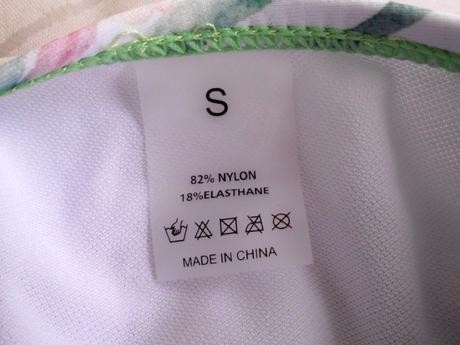 S
82% NYLON
18%ELASTHANE
MADE IN CHINA